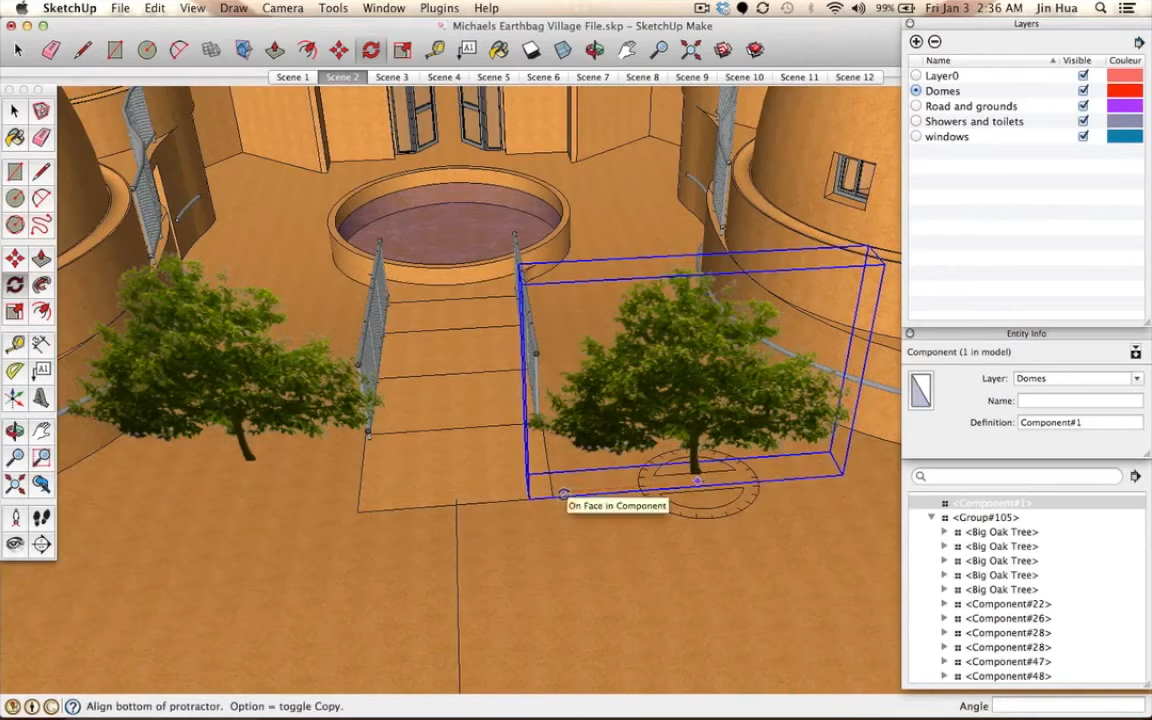 SketchUp File Edit View Draw Camera Tools Window Plugins Help 99% Fri Jan 3 2:36 AM Jin Hua
Michaels Earthbag Village File.skp – SketchUp Make
Scene 1 Scene 2 Scene 3 Scene 4 Scene 5 Scene 6 Scene 7 Scene 8 Scene 9 Scene 10 Scene 11 Scene 12
Layers
Name Visible Couleur
Layer0
Domes
Road and grounds
Showers and toilets
windows
Entity Info
Component (1 in model)
Layer: Domes
Name:
Definition: Component#1
<Component#1>
<Group#105>
<Big Oak Tree>
<Big Oak Tree>
<Big Oak Tree>
<Big Oak Tree>
<Big Oak Tree>
<Component#22>
<Component#26>
<Component#28>
<Component#28>
<Component#47>
<Component#48>
On Face in Component
Align bottom of protractor. Option = toggle Copy.
Angle